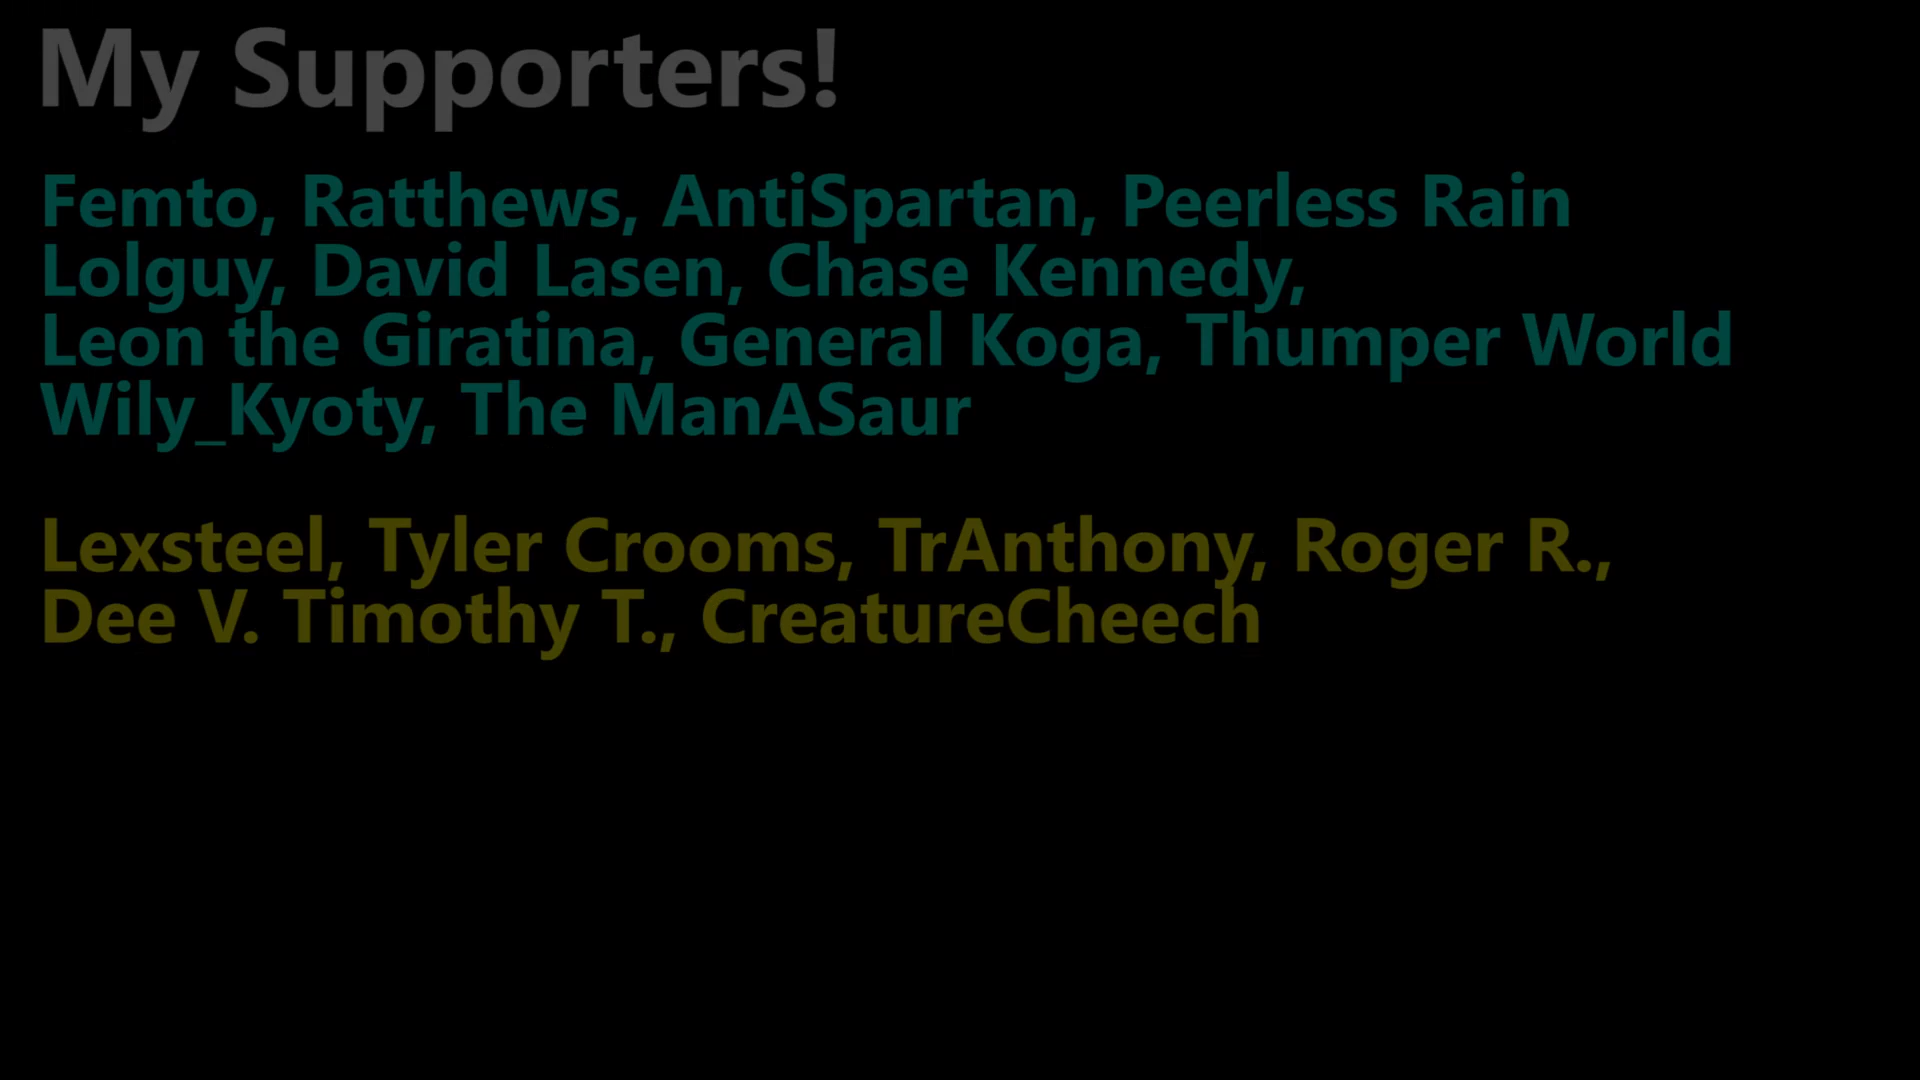 My Supporters!
Femto, Ratthews, AntiSpartan, Peerless Rain
Lolguy, David Lasen, Chase Kennedy,
Leon the Giratina, General Koga, Thumper World
Wily_Kyoty, The ManASaur
Lexsteel, Tyler Crooms, TrAnthony, Roger R.,
Dee V. Timothy T., CreatureCheech